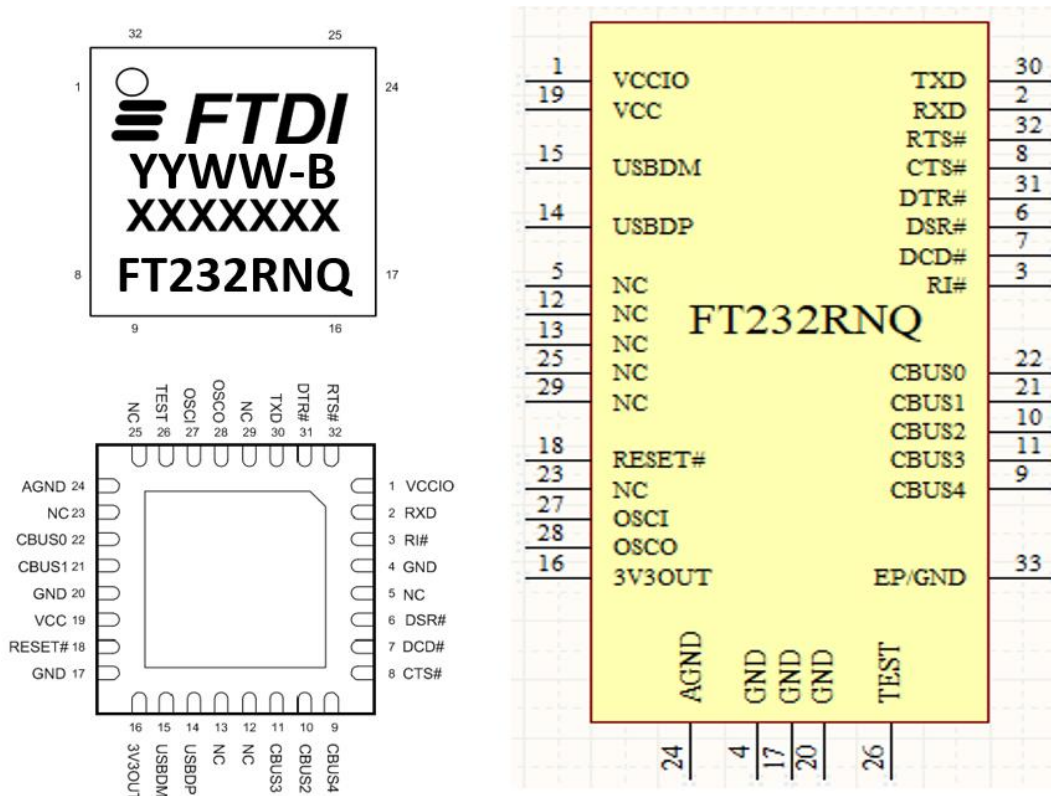 32 25
1 24
FTDI
YYWW-B
XXXXXXX
FT232RNQ
8 17
9 16
NC 25
TEST 26
OSCI 27
OSCO 28
NC 29
TXD 30
DTR# 31
RTS# 32
AGND 24
NC 23
CBUS0 22
CBUS1 21
GND 20
VCC 19
RESET# 18
GND 17
1 VCCIO
2 RXD
3 RI#
4 GND
5 NC
6 DSR#
7 DCD#
8 CTS#
16 3V3OUT
15 USBDM
14 USBDP
13 NC
12 NC
11 CBUS3
10 CBUS2
9 CBUS4
1 VCCIO
19 VCC
15 USBDM
14 USBDP
5 NC
12 NC
13 NC
25 NC
29 NC
18 RESET#
23 NC
27 OSCI
28 OSCO
16 3V3OUT
FT232RNQ
TXD 30
RXD 2
RTS# 32
CTS# 8
DTR# 31
DSR# 6
DCD# 7
RI# 3
CBUS0 22
CBUS1 21
CBUS2 10
CBUS3 11
CBUS4 9
EP/GND 33
AGND 24
GND 4
GND 17
GND 20
TEST 26